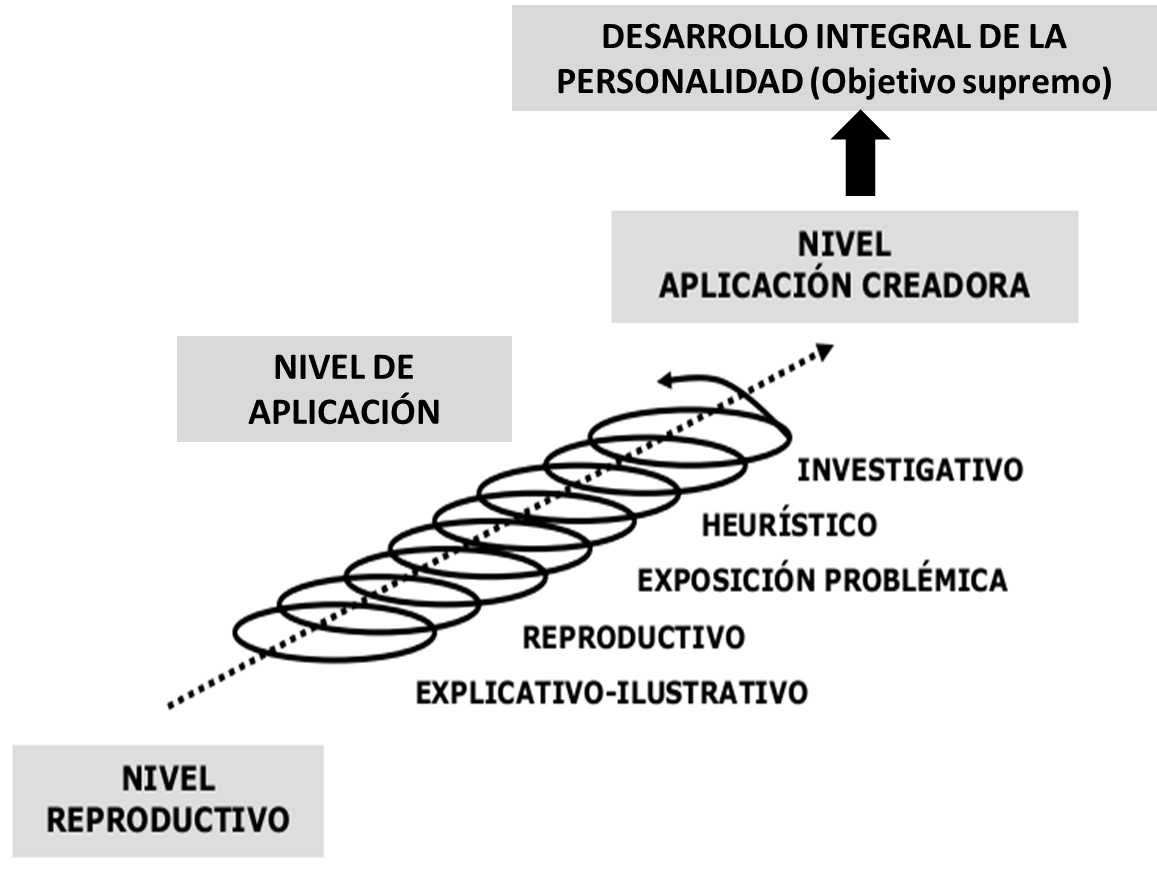 DESARROLLO INTEGRAL DE LA
PERSONALIDAD (Objetivo supremo)
NIVEL
APLICACIÓN CREADORA
NIVEL DE
APLICACIÓN
INVESTIGATIVO
HEURÍSTICO
EXPOSICIÓN PROBLÉMICA
REPRODUCTIVO
EXPLICATIVO-ILUSTRATIVO
NIVEL
REPRODUCTIVO